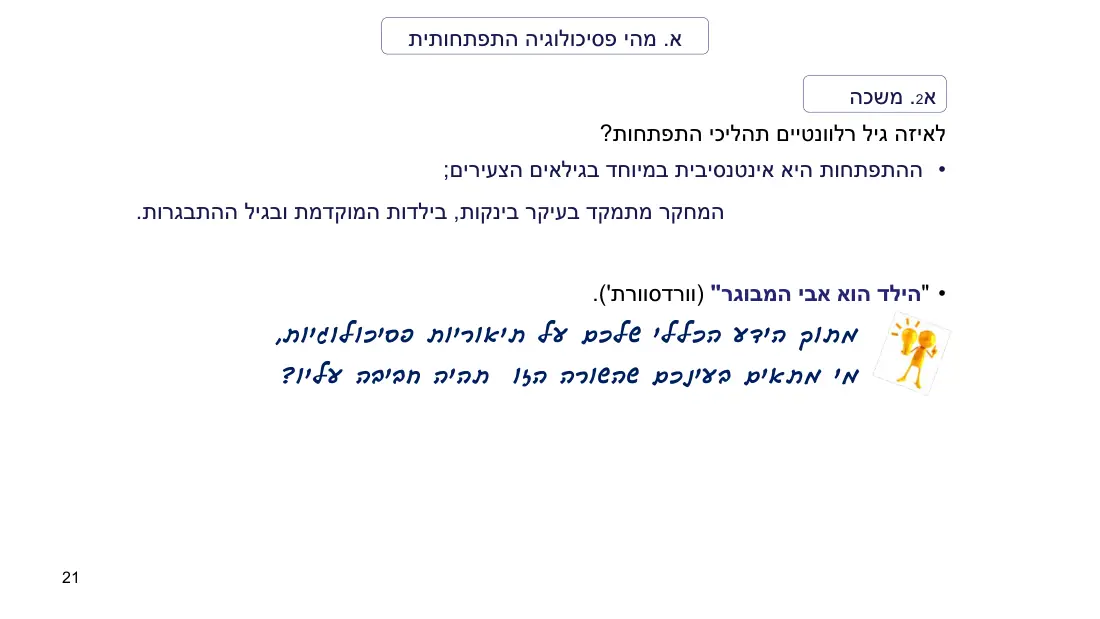 א. מהי פסיכולוגיה התפתחותית
א2. משכה
לאיזה גיל רלוונטיים תהליכי התפתחות?
• ההתפתחות היא אינטנסיבית במיוחד בגילאים הצעירים;
המחקר מתמקד בעיקר בינקות, בילדות המוקדמת ובגיל ההתבגרות.
• "הילד הוא אבי המבוגר" (וורדסוורת').
מתוך הידע הכללי שלכם על תיאוריות פסיכולוגיות,
מי מתאים בעינכם שהשורה הזו תהיה חביבה עליו?
21